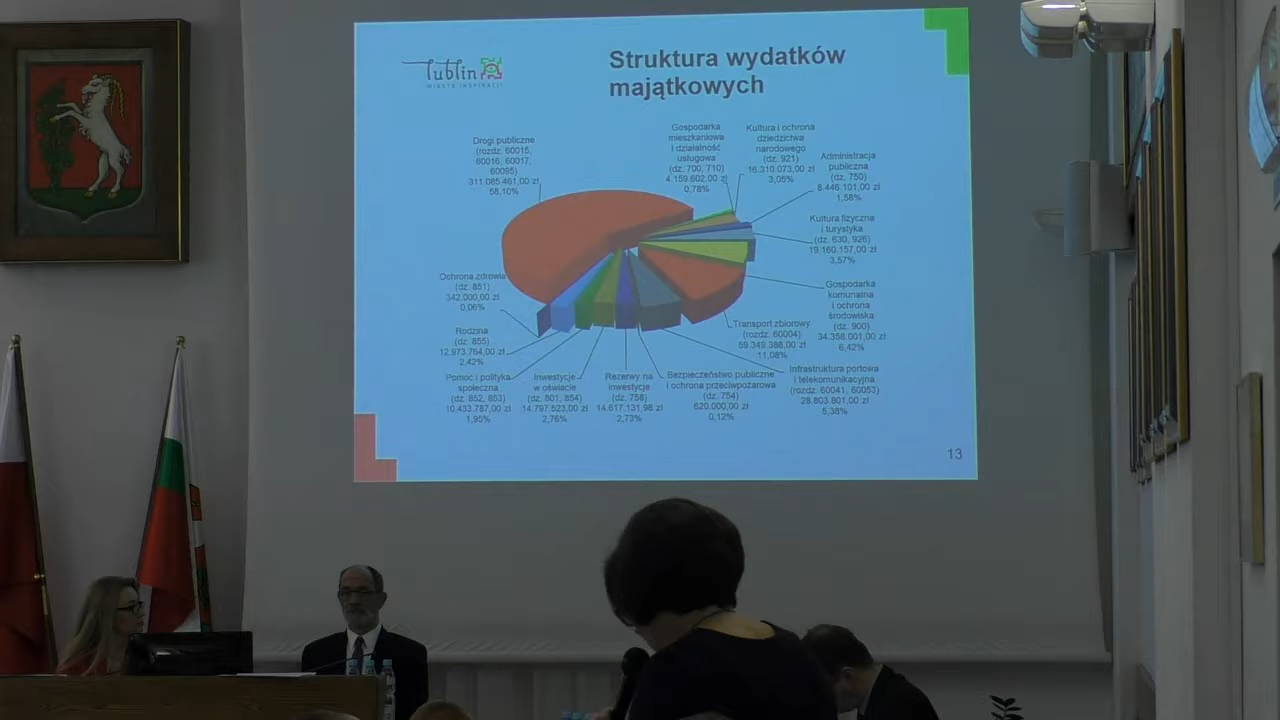 lublin
MIASTO INSPIRACJI
Struktura wydatków
majątkowych
Drogi publiczne
(rozdz. 60015,
60016, 60017,
60095)
311.085.461,00 zł
58,10%
Gospodarka
mieszkaniowa
i działalność
usługowa
(dz. 700, 710)
4.159.602,00 zł
0,78%
Kultura i ochrona
dziedzictwa
narodowego
(dz. 921)
16.310.073,00 zł
3,05%
Administracja
publiczna
(dz. 750)
8.446.101,00 zł
1,58%
Kultura fizyczna
i turystyka
(dz. 630, 926)
19.160.157,00 zł
3,57%
Gospodarka
komunalna
i ochrona
środowiska
(dz. 900)
34.358.001,00 zł
6,42%
Ochrona zdrowia
(dz. 851)
342.000,00 zł
0,06%
Rodzina
(dz. 855)
12.973.764,00 zł
2,42%
Transport zbiorowy
(rozdz. 60004)
59.349.388,00 zł
11,08%
Pomoc i polityka
społeczna
(dz. 852, 853)
10.433.787,00 zł
1,95%
Inwestycje
w oświacie
(dz. 801, 854)
14.797.523,00 zł
2,76%
Rezerwy na
inwestycje
(dz. 758)
14.617.131,98 zł
2,73%
Bezpieczeństwo publiczne
i ochrona przeciwpożarowa
(dz. 754)
620.000,00 zł
0,12%
Infrastruktura portowa
i telekomunikacyjna
(rozdz. 60041, 60053)
28.803.801,00 zł
5,38%
13